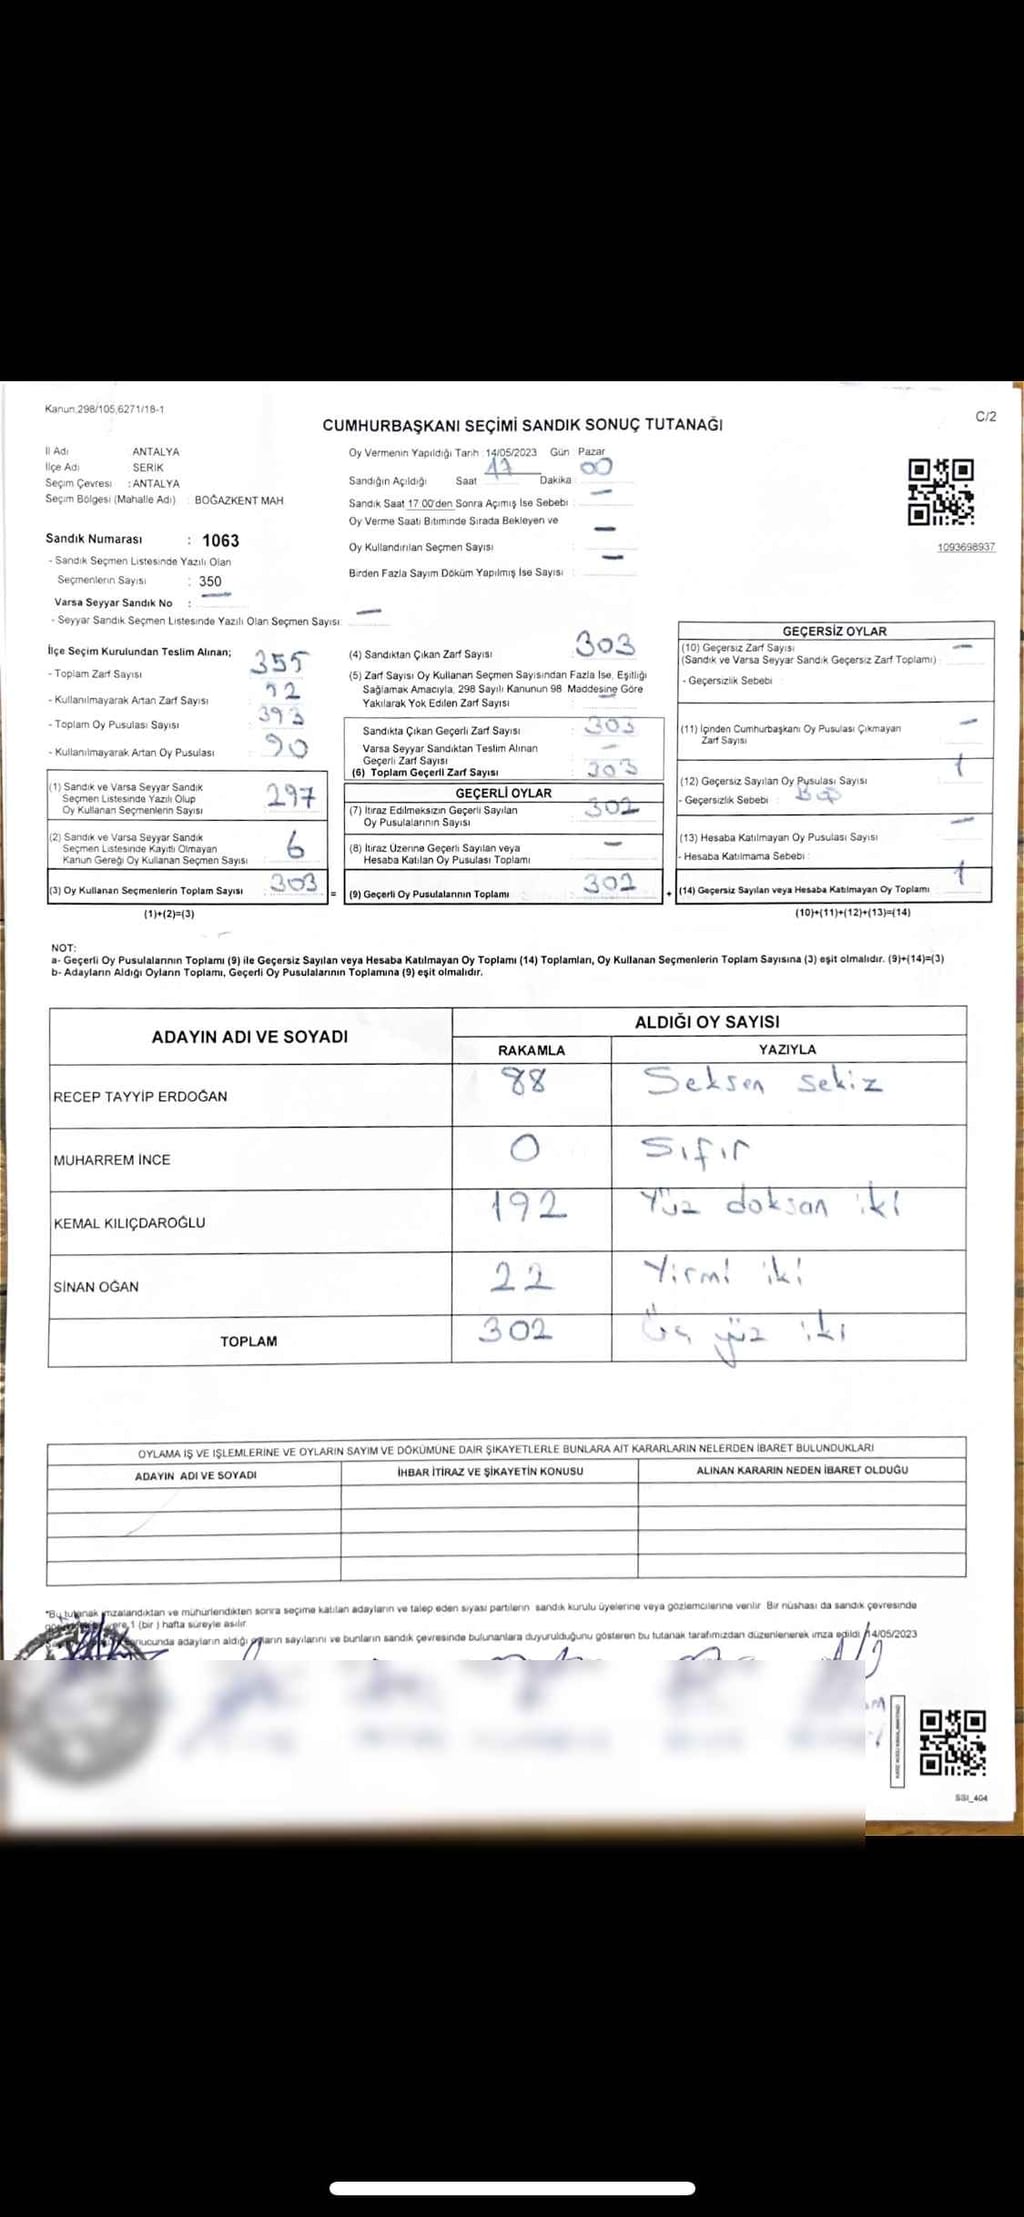 Kanun.298/105,6271/18-1
C/2
CUMHURBAŞKANI SEÇİMİ SANDIK SONUÇ TUTANAĞI
İl Adı ANTALYA
İlçe Adı SERİK
Seçim Çevresi : ANTALYA
Seçim Bölgesi (Mahalle Adı) : BOĞAZKENT MAH
Sandık Numarası : 1063
- Sandık Seçmen Listesinde Yazılı Olan
Seçmenlerin Sayısı : 350
Varsa Seyyar Sandık No : —
- Seyyar Sandık Seçmen Listesinde Yazılı Olan Seçmen Sayısı: —
Oy Vermenin Yapıldığı Tarih : 14/05/2023 Gün Pazar
Sandığın Açıldığı Saat 17 Dakika 00
Sandık Saat 17.00'den Sonra Açımış İse Sebebi : —
Oy Verme Saati Bitiminde Sırada Bekleyen ve
Oy Kullandırılan Seçmen Sayısı : —
Birden Fazla Sayım Döküm Yapılmış İse Sayısı : —
1093698937
İlçe Seçim Kurulundan Teslim Alınan;
- Toplam Zarf Sayısı : 355
- Kullanılmayarak Artan Zarf Sayısı :
- Toplam Oy Pusulası Sayısı : 393
- Kullanılmayarak Artan Oy Pusulası : 90
(1) Sandık ve Varsa Seyyar Sandık
Seçmen Listesinde Yazılı Olup
Oy Kullanan Seçmenlerin Sayısı : 297
(2) Sandık ve Varsa Seyyar Sandık
Seçmen Listesinde Kayıtlı Olmayan
Kanun Gereği Oy Kullanan Seçmen Sayısı : 6
(3) Oy Kullanan Seçmenlerin Toplam Sayısı : 303 =
(1)+(2)=(3)
(4) Sandıktan Çıkan Zarf Sayısı : 303
(5) Zarf Sayısı Oy Kullanan Seçmen Sayısından Fazla İse, Eşitliği
Sağlamak Amacıyla, 298 Sayılı Kanunun 98 Maddesine Göre
Yakılarak Yok Edilen Zarf Sayısı : —
Sandıkta Çıkan Geçerli Zarf Sayısı : 303
Varsa Seyyar Sandıktan Teslim Alınan
Geçerli Zarf Sayısı : —
(6) Toplam Geçerli Zarf Sayısı : 303
GEÇERLİ OYLAR
(7) İtiraz Edilmeksizin Geçerli Sayılan
Oy Pusulalarının Sayısı : 302
(8) İtiraz Üzerine Geçerli Sayılan veya
Hesaba Katılan Oy Pusulası Toplamı : —
(9) Geçerli Oy Pusulalarının Toplamı : 302 +
GEÇERSİZ OYLAR
(10) Geçersiz Zarf Sayısı
(Sandık ve Varsa Seyyar Sandık Geçersiz Zarf Toplamı) : —
- Geçersizlik Sebebi :
(11) İçinden Cumhurbaşkanı Oy Pusulası Çıkmayan
Zarf Sayısı : —
(12) Geçersiz Sayılan Oy Pusulası Sayısı : 1
- Geçersizlik Sebebi : Boş
(13) Hesaba Katılmayan Oy Pusulası Sayısı : —
- Hesaba Katılmama Sebebi :
(14) Geçersiz Sayılan veya Hesaba Katılmayan Oy Toplamı : 1
(10)+(11)+(12)+(13)=(14)
NOT:
a- Geçerli Oy Pusulalarının Toplamı (9) ile Geçersiz Sayılan veya Hesaba Katılmayan Oy Toplamı (14) Toplamları, Oy Kullanan Seçmenlerin Toplam Sayısına (3) eşit olmalıdır. (9)+(14)=(3)
b- Adayların Aldığı Oyların Toplamı, Geçerli Oy Pusulalarının Toplamına (9) eşit olmalıdır.
ADAYIN ADI VE SOYADI
ALDIĞI OY SAYISI
RAKAMLA YAZIYLA
RECEP TAYYİP ERDOĞAN 88 Seksen sekiz
MUHARREM İNCE 0 Sıfır
KEMAL KILIÇDAROĞLU 192 Yüz doksan iki
SİNAN OĞAN 22 Yirmi iki
TOPLAM 302 Üç yüz iki
OYLAMA İŞ VE İŞLEMLERİNE VE OYLARIN SAYIM VE DÖKÜMÜNE DAİR ŞİKAYETLERLE BUNLARA AİT KARARLARIN NELERDEN İBARET BULUNDUKLARI
ADAYIN ADI VE SOYADI İHBAR İTİRAZ VE ŞİKAYETİN KONUSU ALINAN KARARIN NEDEN İBARET OLDUĞU
*Bu tutanak imzalandıktan ve mühürlendikten sonra seçime katılan adayların ve talep eden siyasi partilerin sandık kurulu üyelerine veya gözlemcilerine verilir. Bir nüshası da sandık çevresinde
1 (bir) hafta süreyle asılır.
sonucunda adayların aldığı oyların sayılarını ve bunların sandık çevresinde bulunanlara duyurulduğunu gösteren bu tutanak tarafımızdan düzenlenerek imza edildi. 14/05/2023
SSI_404